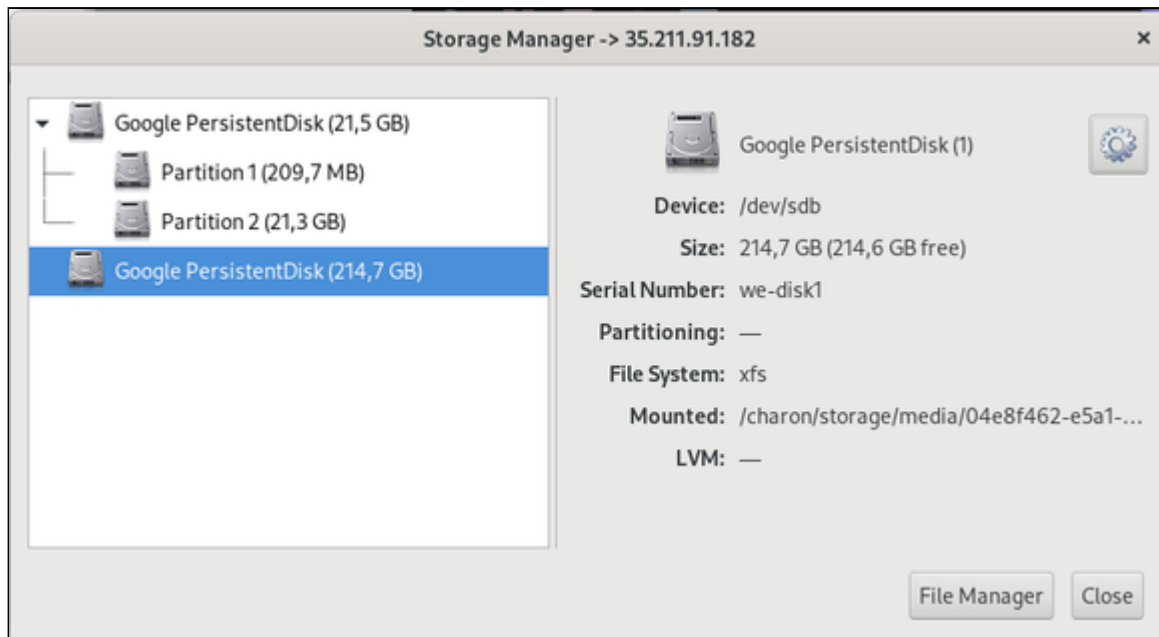 Storage Manager -> 35.211.91.182
×
Google PersistentDisk (21,5 GB)
Partition 1 (209,7 MB)
Partition 2 (21,3 GB)
Google PersistentDisk (214,7 GB)
Google PersistentDisk (1)
Device: /dev/sdb
Size: 214,7 GB (214,6 GB free)
Serial Number: we-disk1
Partitioning: —
File System: xfs
Mounted: /charon/storage/media/04e8f462-e5a1-...
LVM: —
File Manager Close